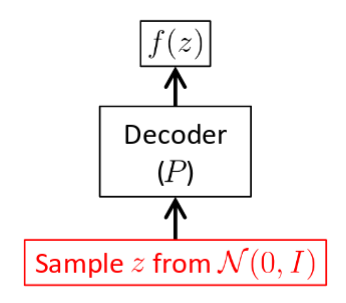 f(z)
Decoder
(P)
Sample z from 𝒩(0, I)